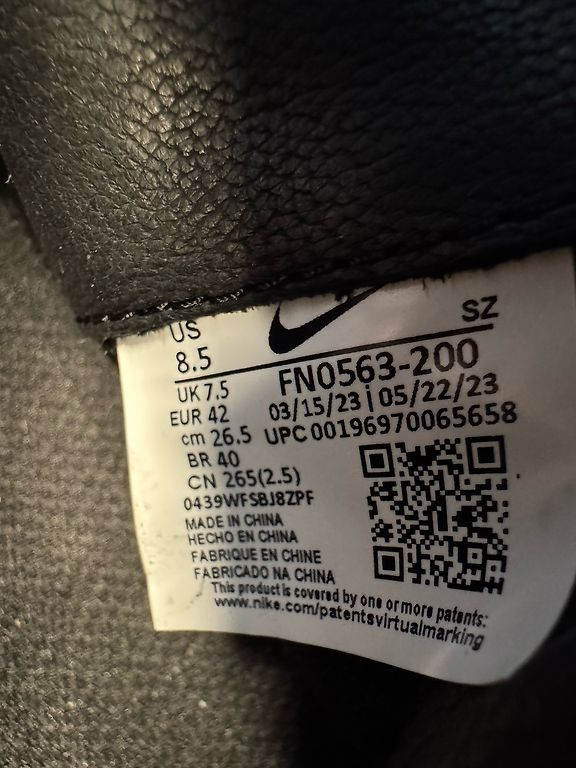 US
SZ
8.5
FN0563-200
UK 7.5
03/15/23 | 05/22/23
EUR 42
UPC 00196970065658
cm 26.5
BR 40
CN 265(2.5)
0439WFSBJ8ZPF
MADE IN CHINA
HECHO EN CHINA
FABRIQUE EN CHINE
FABRICADO NA CHINA
This product is covered by one or more patents:
www.nike.com/patentsvirtualmarking